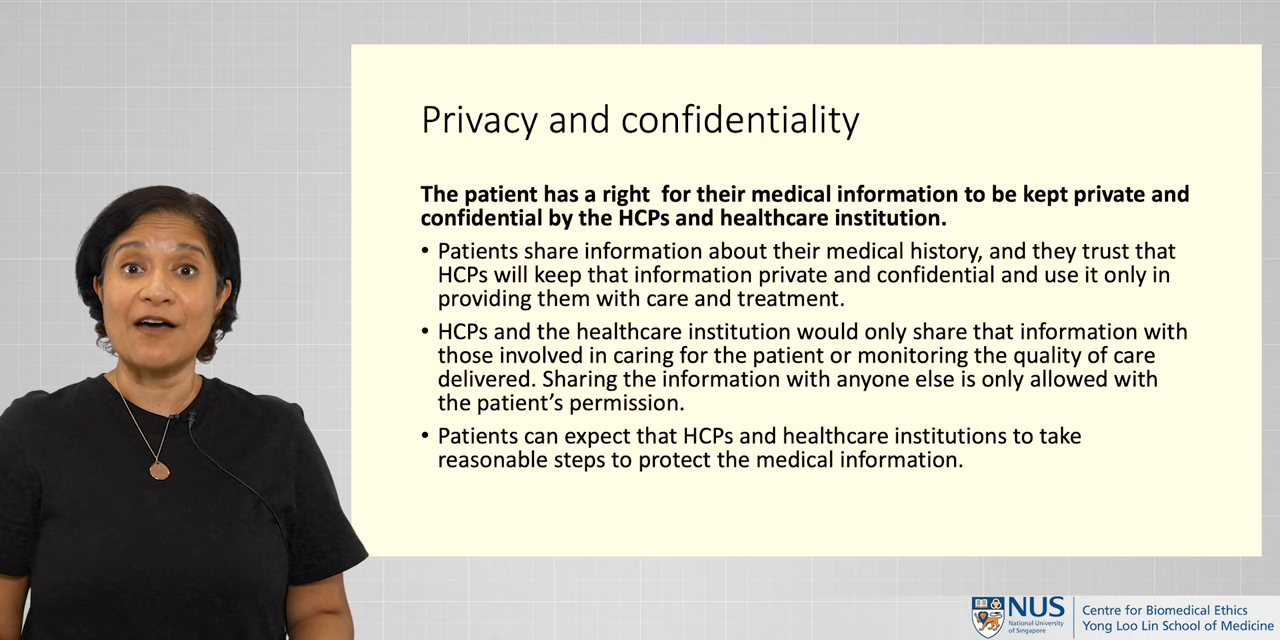 Privacy and confidentiality
The patient has a right  for their medical information to be kept private and
confidential by the HCPs and healthcare institution.
• Patients share information about their medical history, and they trust that
HCPs will keep that information private and confidential and use it only in
providing them with care and treatment.
• HCPs and the healthcare institution would only share that information with
those involved in caring for the patient or monitoring the quality of care
delivered. Sharing the information with anyone else is only allowed with
the patient’s permission.
• Patients can expect that HCPs and healthcare institutions to take
reasonable steps to protect the medical information.
NUS
National University
of Singapore
Centre for Biomedical Ethics
Yong Loo Lin School of Medicine